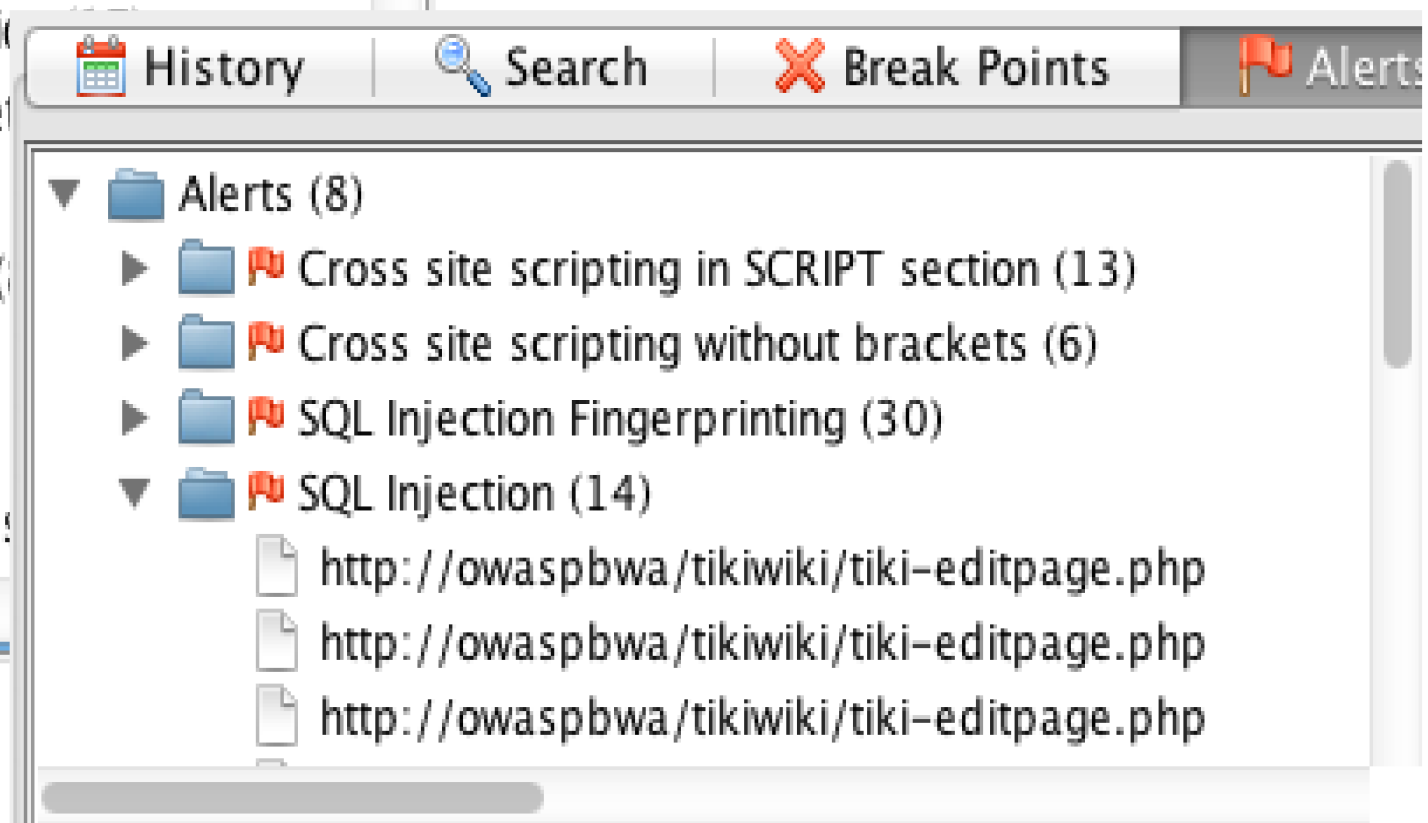 History Search Break Points Alerts
Alerts (8)
Cross site scripting in SCRIPT section (13)
Cross site scripting without brackets (6)
SQL Injection Fingerprinting (30)
SQL Injection (14)
http://owaspbwa/tikiwiki/tiki-editpage.php
http://owaspbwa/tikiwiki/tiki-editpage.php
http://owaspbwa/tikiwiki/tiki-editpage.php